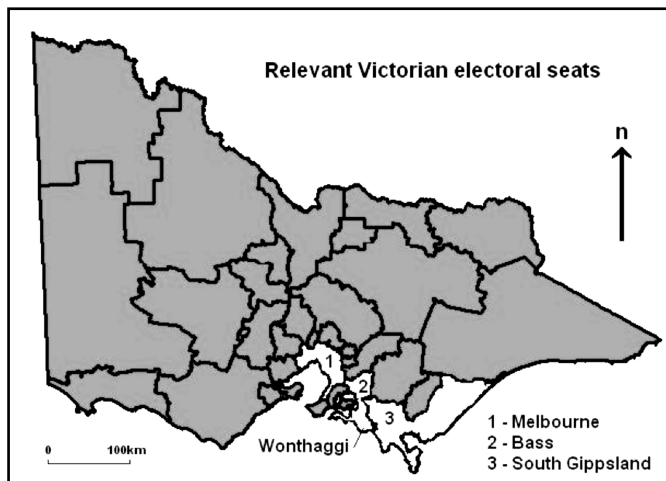 Relevant Victorian electoral seats
n
1
2
3
Wonthaggi
0 100km
1 - Melbourne
2 - Bass
3 - South Gippsland